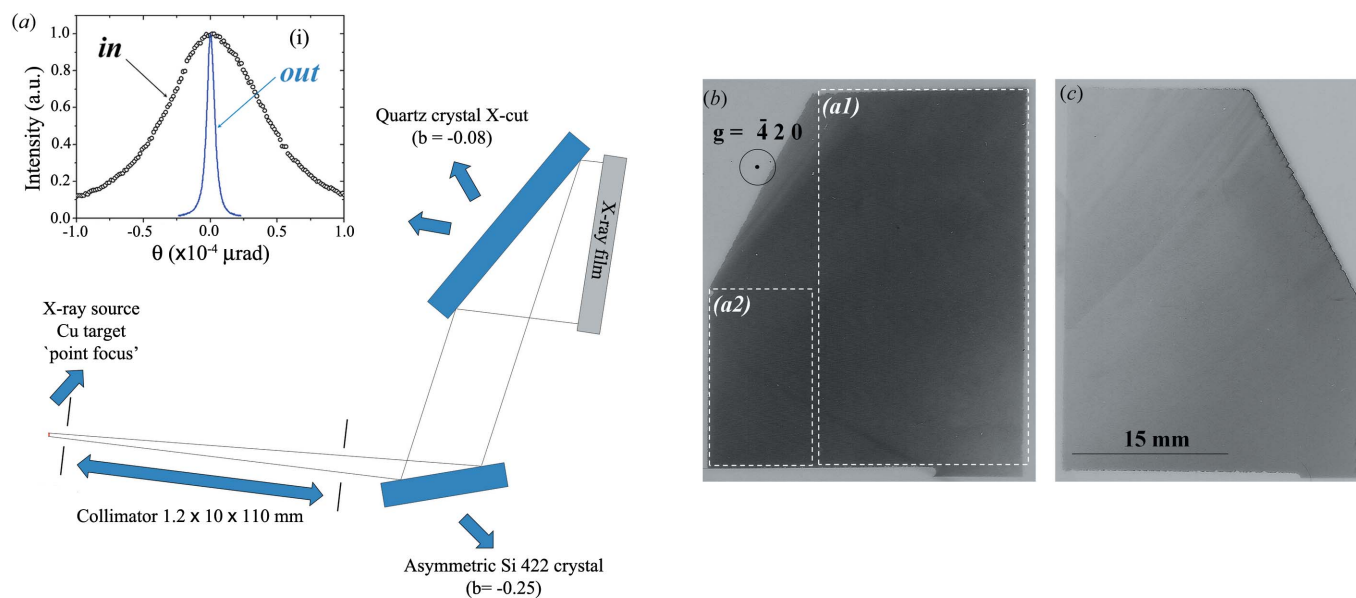 (a)
1.0
0.8
0.6
0.4
0.2
0.0
Intensity (a.u.)
in
(i)
out
-1.0
-0.5
0.0
0.5
1.0
θ (x10⁻⁴ μrad)
Quartz crystal X-cut
(b = -0.08)
X-ray film
X-ray source
Cu target
`point focus'
Collimator 1.2 x 10 x 110 mm
Asymmetric Si 422 crystal
(b= -0.25)
(b)
(a1)
g = 4̄ 2 0
(a2)
(c)
15 mm